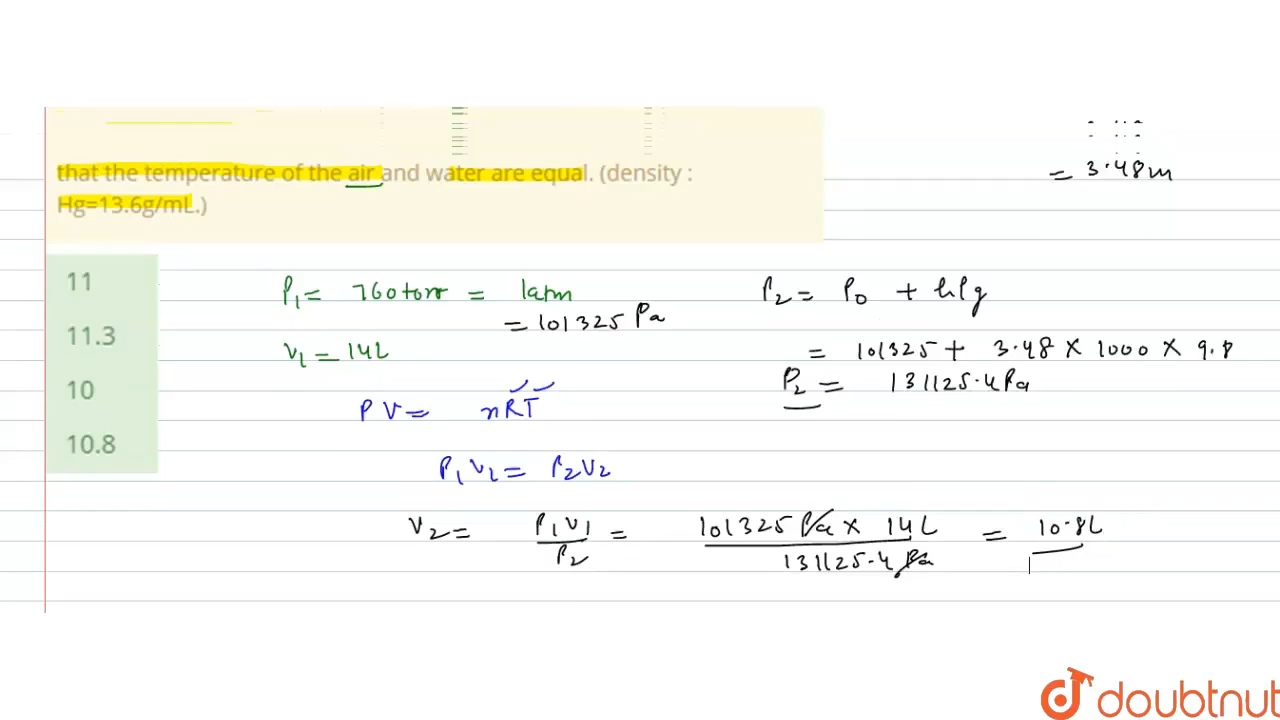 that the temperature of the air and water are equal. (density :
Hg=13.6g/mL.)
= 3.48m
11
11.3
10
10.8
P1 = 760torr = 1atm
= 101325 Pa
V1 = 14L
PV = nRT
P1V1 = P2V2
P2 = P0 + hρg
= 101325 + 3.48 × 1000 × 9.8
P2 = 131125.4Pa
V2 = P1V1 / P2 = 101325 Pa × 14L / 131125.4 Pa = 10.8L
doubtnut